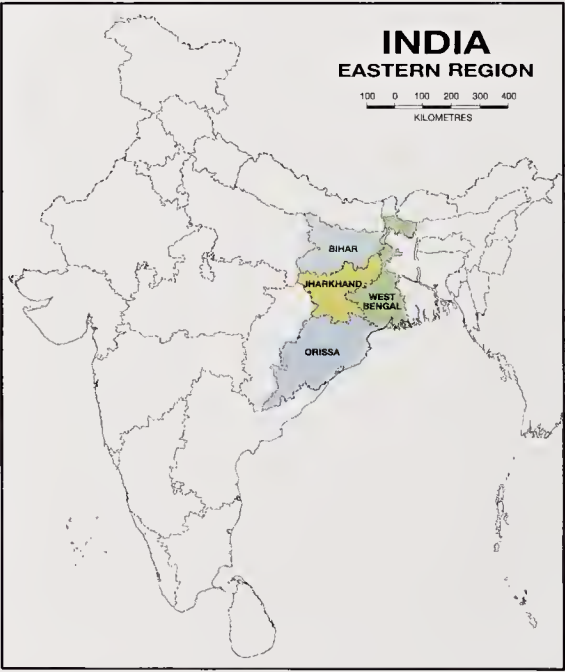 INDIA
EASTERN REGION
100 0 100 200 300 400
KILOMETRES
BIHAR
JHARKHAND
WEST
BENGAL
ORISSA